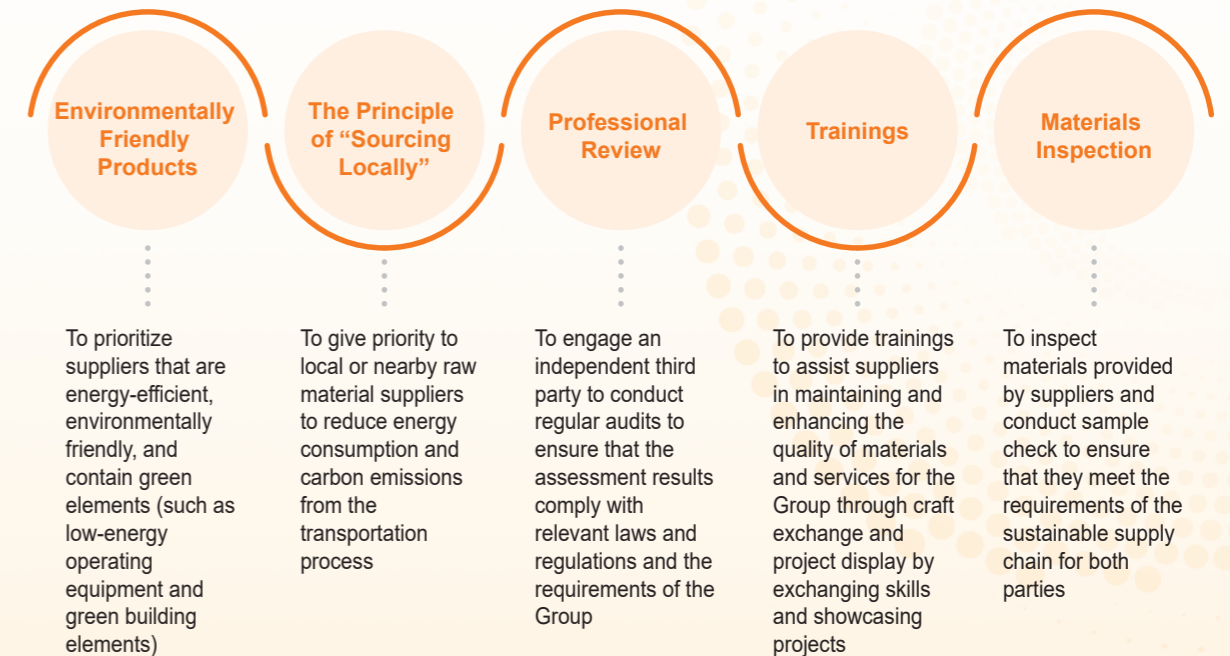 Environmentally
Friendly
Products
The Principle
of “Sourcing
Locally”
Professional
Review
Trainings
Materials
Inspection
To prioritize
suppliers that are
energy-efficient,
environmentally
friendly, and
contain green
elements (such as
low-energy
operating
equipment and
green building
elements)
To give priority to
local or nearby raw
material suppliers
to reduce energy
consumption and
carbon emissions
from the
transportation
process
To engage an
independent third
party to conduct
regular audits to
ensure that the
assessment results
comply with
relevant laws and
regulations and the
requirements of the
Group
To provide trainings
to assist suppliers
in maintaining and
enhancing the
quality of materials
and services for the
Group through craft
exchange and
project display by
exchanging skills
and showcasing
projects
To inspect
materials provided
by suppliers and
conduct sample
check to ensure
that they meet the
requirements of the
sustainable supply
chain for both
parties